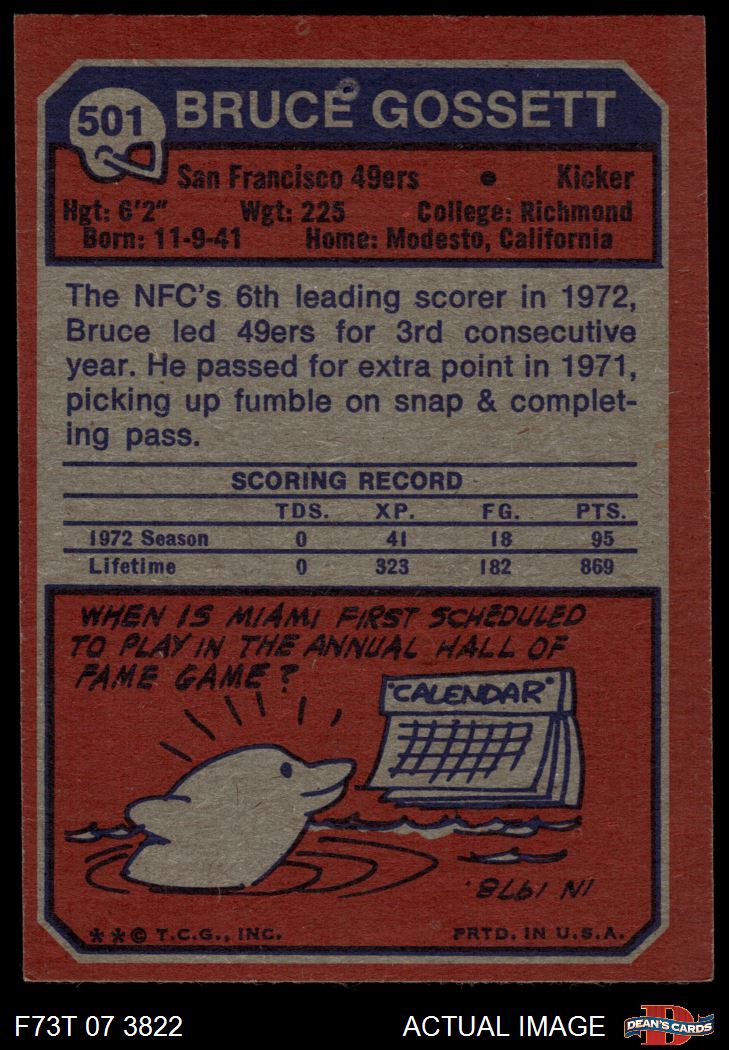 501 BRUCE GOSSETT
San Francisco 49ers • Kicker
Hgt: 6'2" Wgt: 225 College: Richmond
Born: 11-9-41 Home: Modesto, California
The NFC's 6th leading scorer in 1972,
Bruce led 49ers for 3rd consecutive
year. He passed for extra point in 1971,
picking up fumble on snap & complet-
ing pass.
SCORING RECORD
TDS. XP. FG. PTS.
1972 Season 0 41 18 95
Lifetime 0 323 182 869
WHEN IS MIAMI FIRST SCHEDULED
TO PLAY IN THE ANNUAL HALL OF
FAME GAME?
"CALENDAR"
IN 1978.
**© T.C.G., INC. PRTD. IN U.S.A.
F73T 07 3822 ACTUAL IMAGE D DEAN'S CARDS